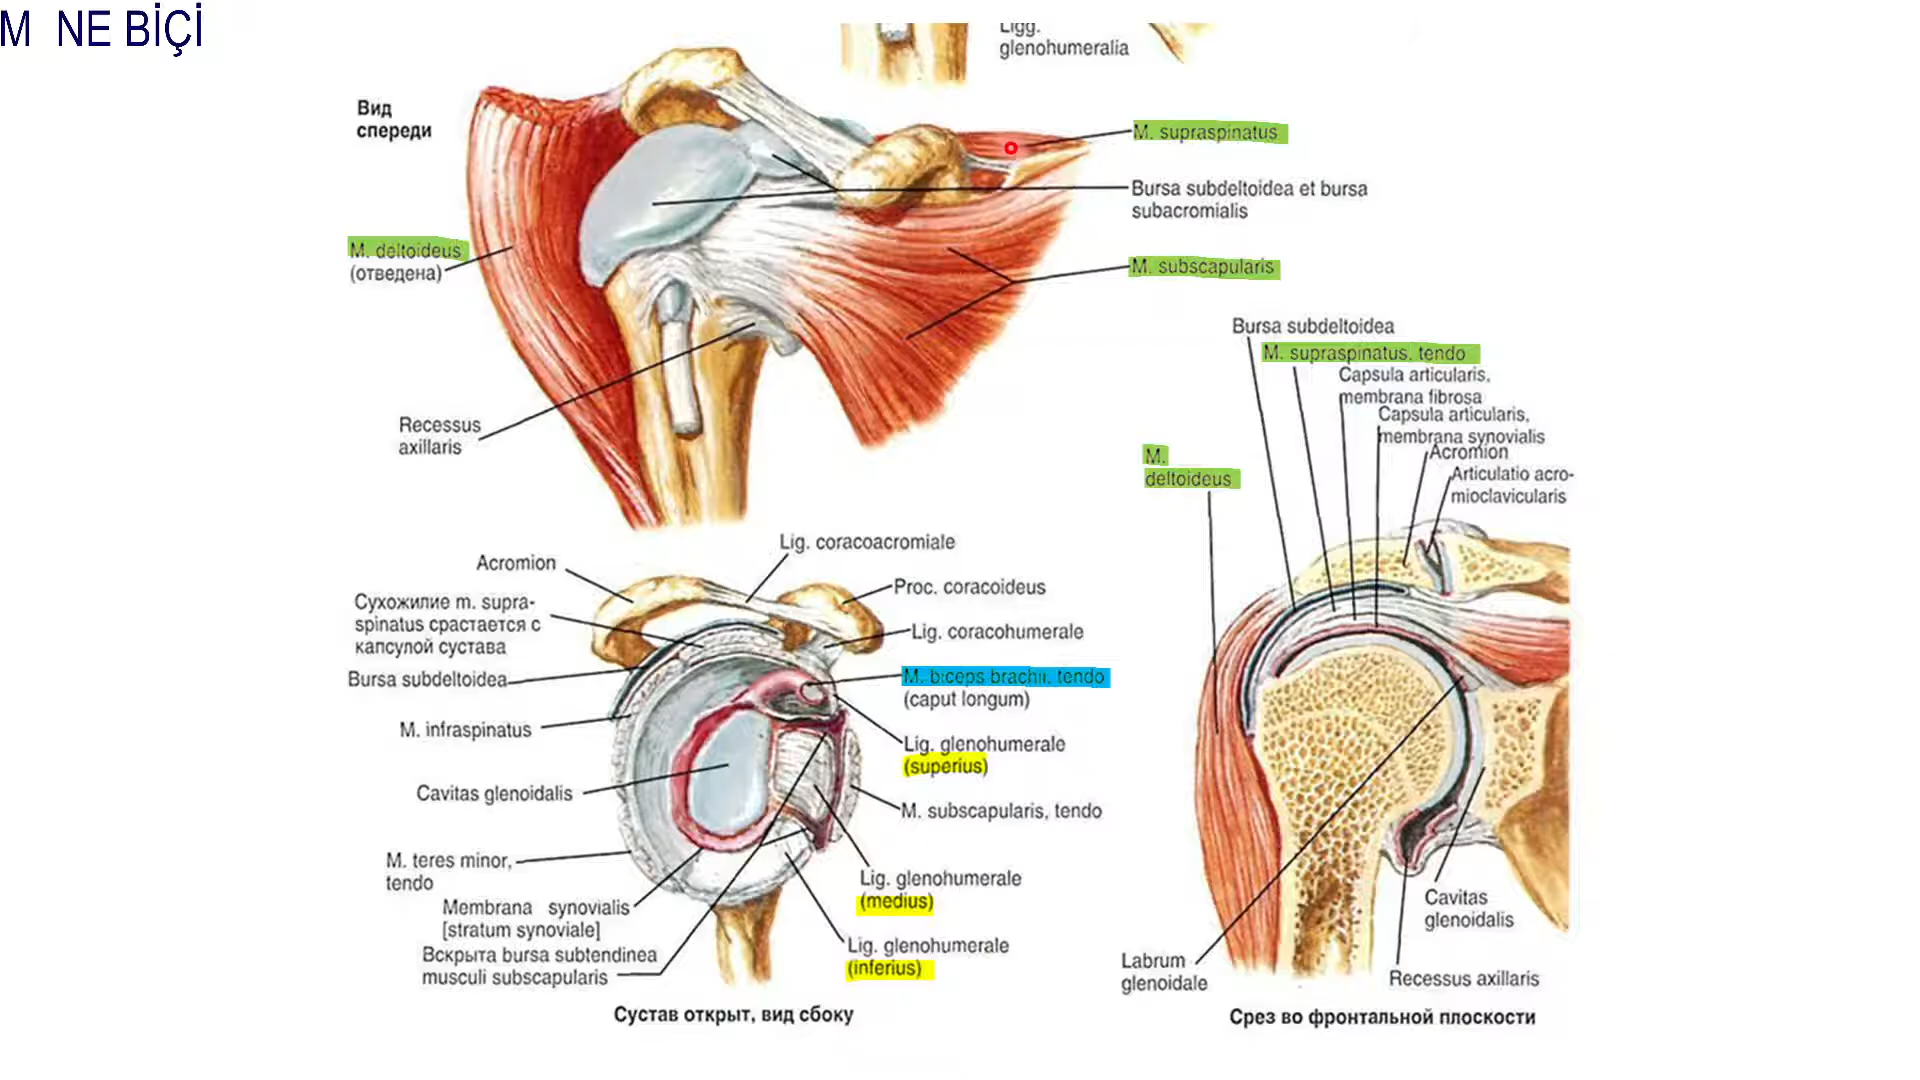 M NE BİÇİ
Ligg.
glenohumeralia
Вид
спереди
M. supraspinatus
Bursa subdeltoidea et bursa
subacromialis
M. deltoideus
(отведена)
M. subscapularis
Recessus
axillaris
Bursa subdeltoidea
M. supraspinatus, tendo
Capsula articularis,
membrana fibrosa
Capsula articularis,
membrana synovialis
Acromion
Articulatio acro-
mioclavicularis
M.
deltoideus
Lig. coracoacromiale
Acromion
Proc. coracoideus
Сухожилие m. supra-
spinatus срастается с
капсулой сустава
Lig. coracohumerale
Bursa subdeltoidea
M. biceps brachii, tendo
(caput longum)
M. infraspinatus
Lig. glenohumerale
(superius)
Cavitas glenoidalis
M. subscapularis, tendo
M. teres minor,
tendo
Lig. glenohumerale
(medius)
Membrana synovialis
[stratum synoviale]
Lig. glenohumerale
(inferius)
Вскрыта bursa subtendinea
musculi subscapularis
Cavitas
glenoidalis
Labrum
glenoidale
Recessus axillaris
Сустав открыт, вид сбоку
Срез во фронтальной плоскости